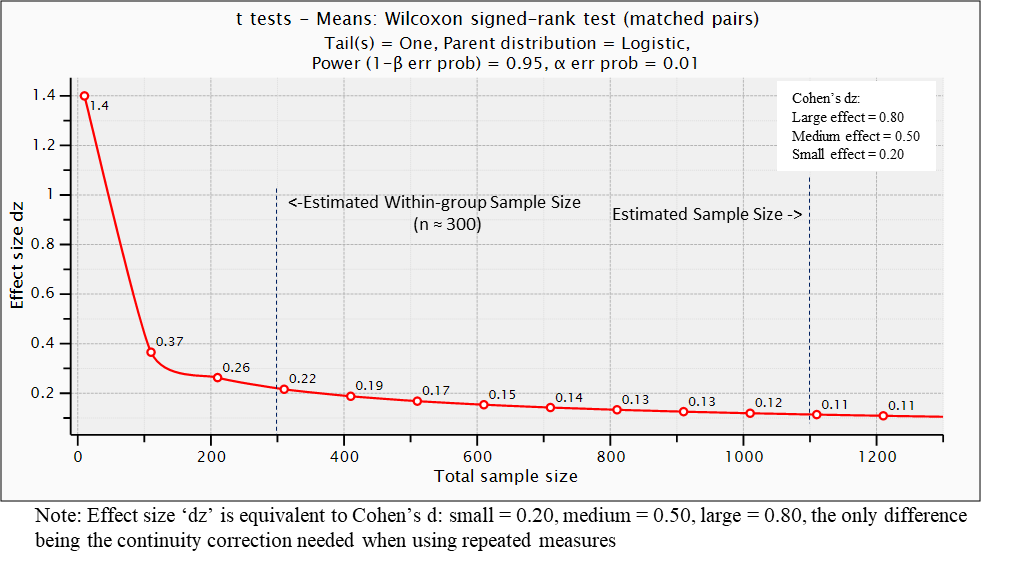 t tests – Means: Wilcoxon signed-rank test (matched pairs)
Tail(s) = One, Parent distribution = Logistic,
Power (1-β err prob) = 0.95, α err prob = 0.01
Cohen's dz:
Large effect = 0.80
Medium effect = 0.50
Small effect = 0.20
Effect size dz
1.4
1.2
1
0.8
0.6
0.4
0.2
1.4
0.37
0.26
0.22
0.19
0.17
0.15
0.14
0.13
0.13
0.12
0.11
0.11
<-Estimated Within-group Sample Size
(n ≈ 300)
Estimated Sample Size ->
0
200
400
600
800
1000
1200
Total sample size
Note: Effect size ‘dz’ is equivalent to Cohen’s d: small = 0.20, medium = 0.50, large = 0.80, the only difference
being the continuity correction needed when using repeated measures